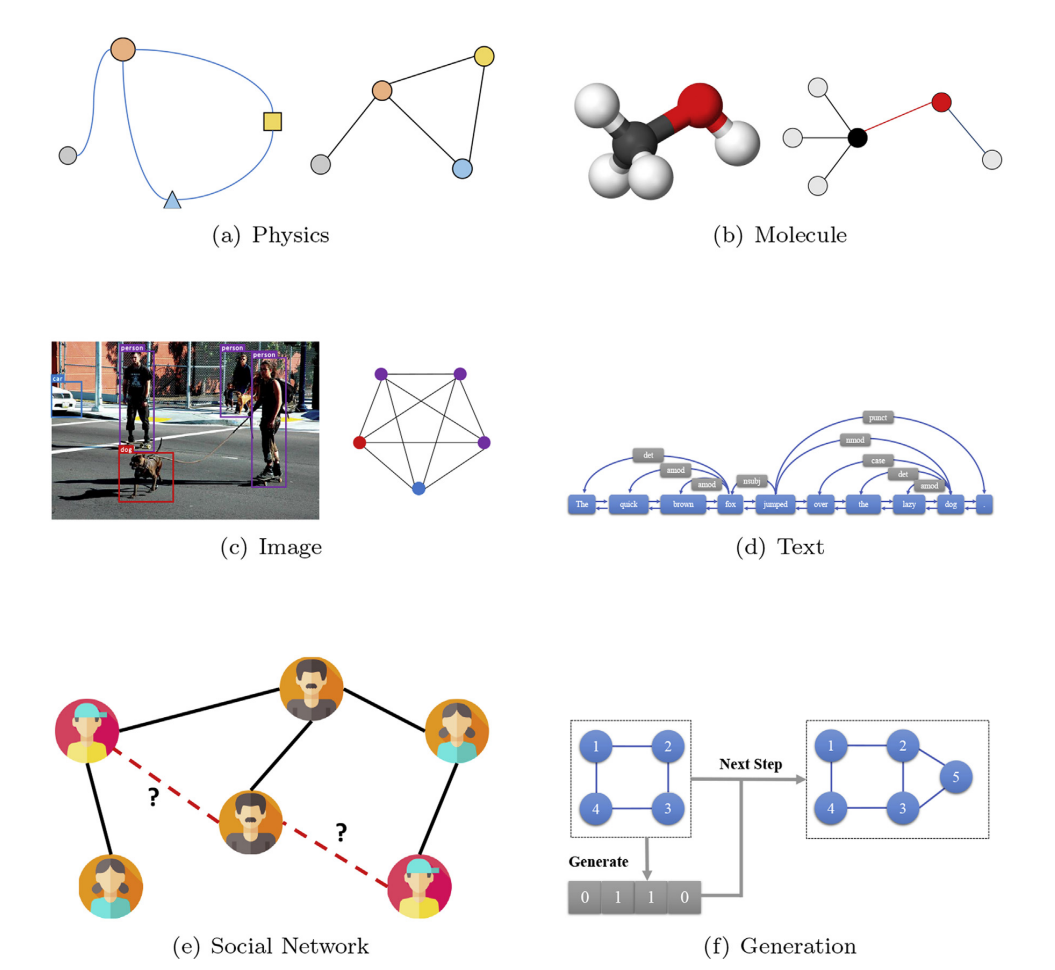 (a) Physics
(b) Molecule
person
person
car
dog
(c) Image
punct
nmod
det
case
amod
det
amod
nsubj
amod
The quick brown fox jumped over the lazy dog .
(d) Text
?
?
(e) Social Network
1 2
4 3
Next Step
1 2
5
4 3
Generate
0 1 1 0
(f) Generation